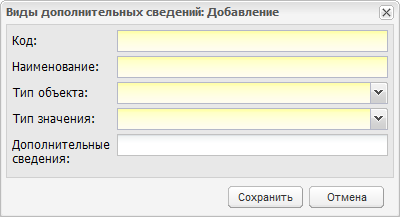 Виды дополнительных сведений: Добавление
Код:
Наименование:
Тип объекта:
Тип значения:
Дополнительные
сведения:
Сохранить
Отмена